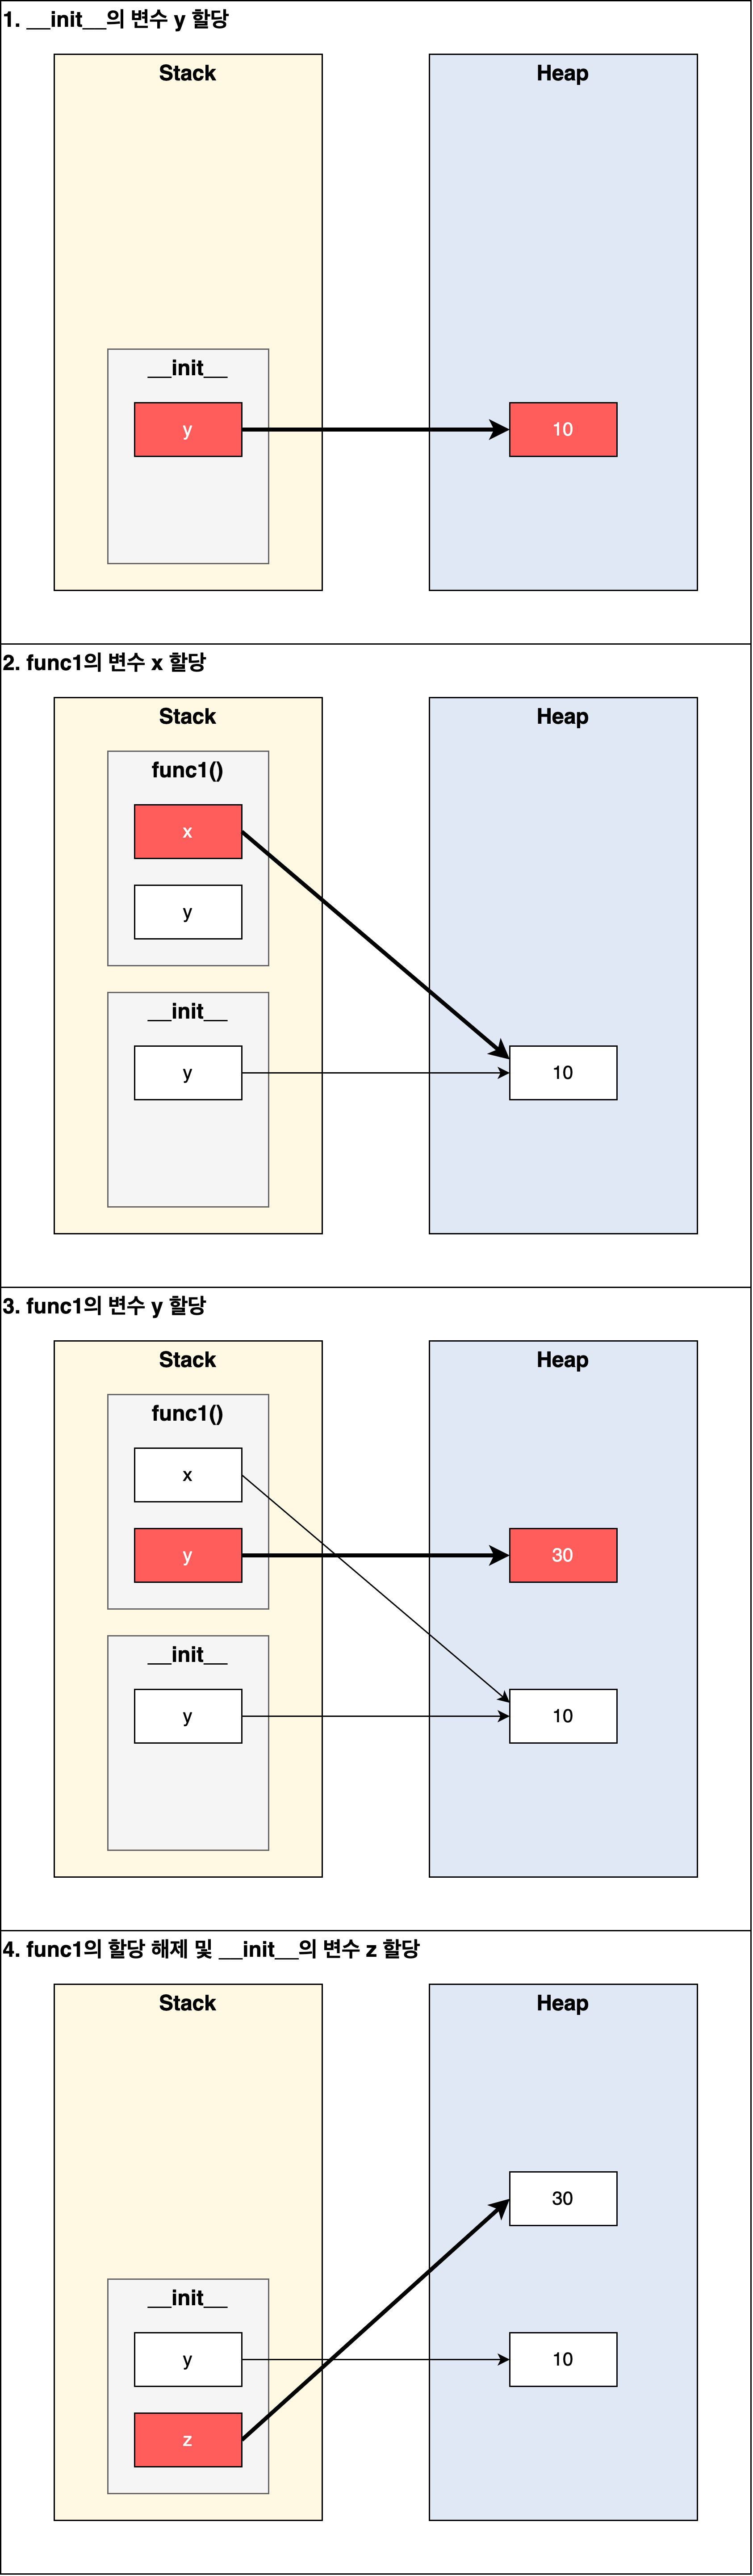 1. __init__의 변수 y 할당
Stack
Heap
__init__
y
10
2. func1의 변수 x 할당
Stack
Heap
func1()
x
y
__init__
y
10
3. func1의 변수 y 할당
Stack
Heap
func1()
x
y
30
__init__
y
10
4. func1의 할당 해제 및 __init__의 변수 z 할당
Stack
Heap
30
__init__
y
10
z